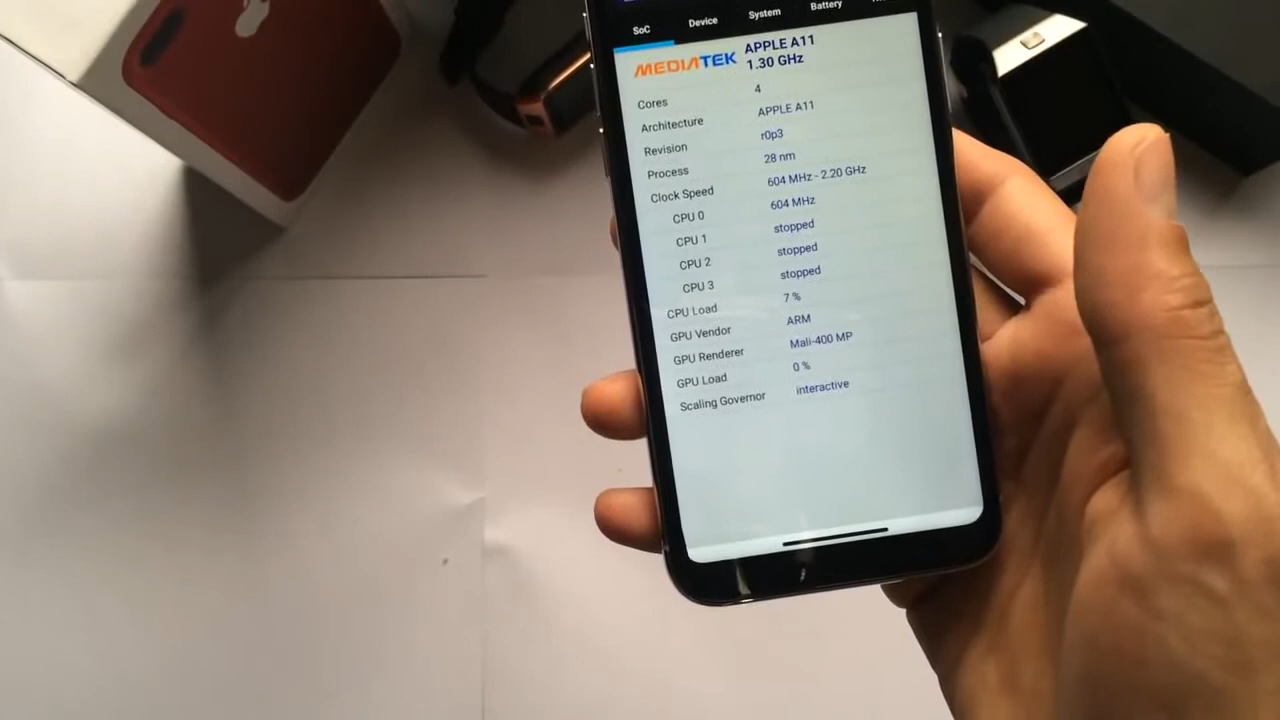 SoC Device System Battery
MEDIATEK APPLE A11
1.30 GHz
Cores 4
Architecture APPLE A11
Revision r0p3
Process 28 nm
Clock Speed 604 MHz - 2.20 GHz
CPU 0 604 MHz
CPU 1 stopped
CPU 2 stopped
CPU 3 stopped
CPU Load 7 %
GPU Vendor ARM
GPU Renderer Mali-400 MP
GPU Load 0 %
Scaling Governor interactive